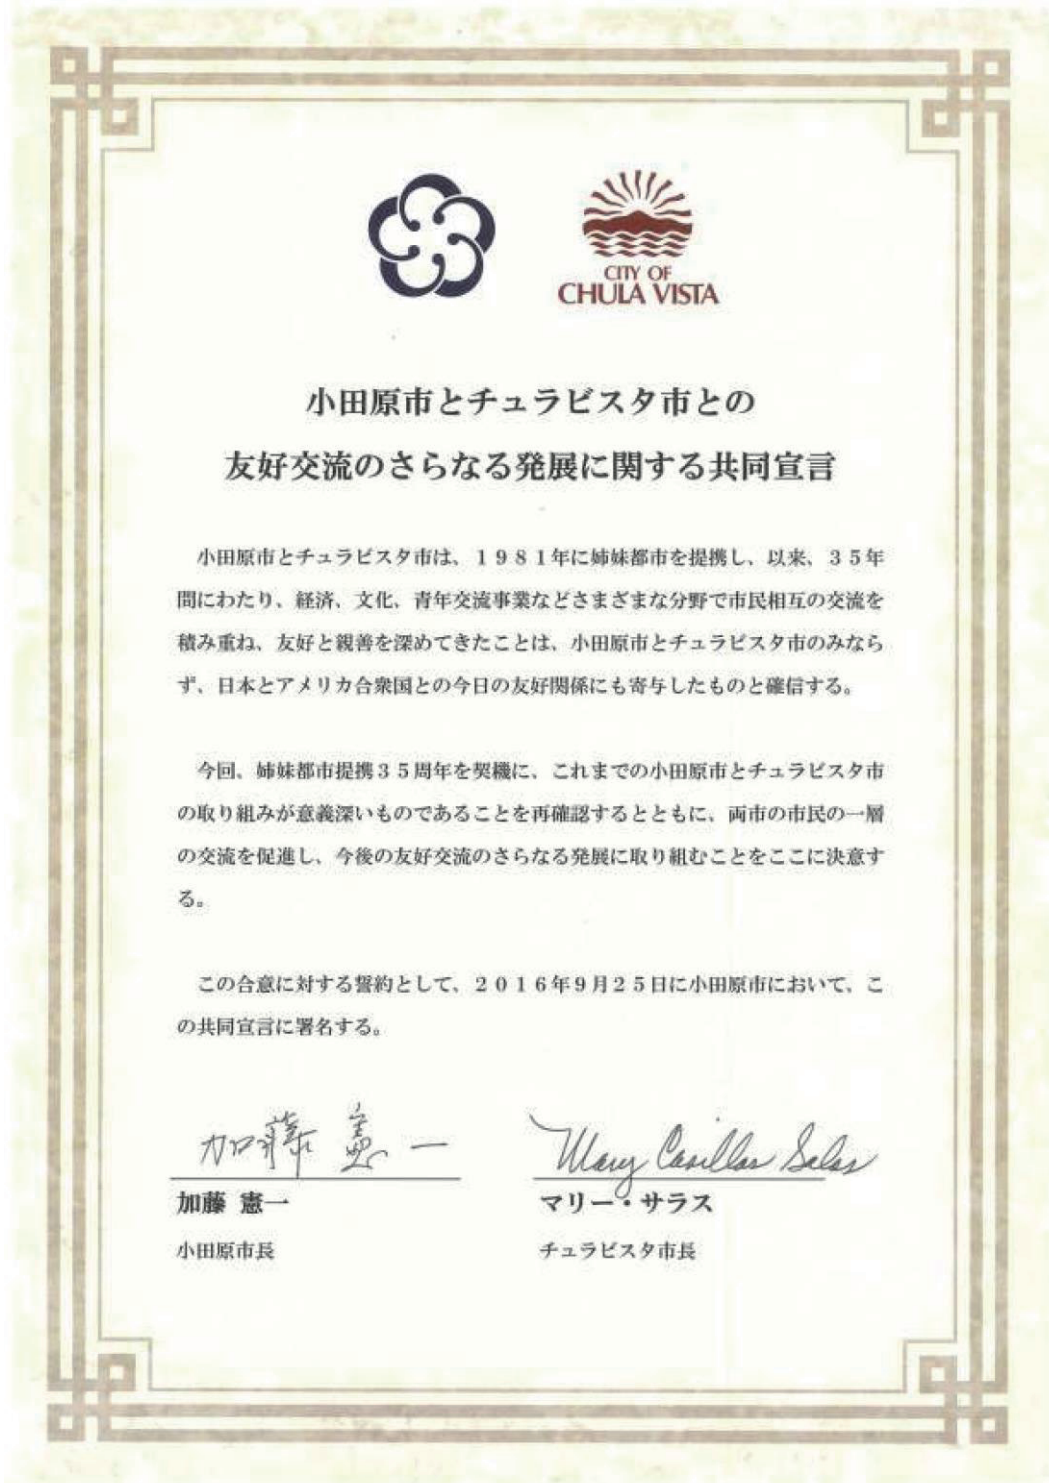 CITY OF
CHULA VISTA
小田原市とチュラビスタ市との
友好交流のさらなる発展に関する共同宣言
小田原市とチュラビスタ市は、１９８１年に姉妹都市を提携し、以来、３５年
間にわたり、経済、文化、青年交流事業などさまざまな分野で市民相互の交流を
積み重ね、友好と親善を深めてきたことは、小田原市とチュラビスタ市のみなら
ず、日本とアメリカ合衆国との今日の友好関係にも寄与したものと確信する。
今回、姉妹都市提携３５周年を契機に、これまでの小田原市とチュラビスタ市
の取り組みが意義深いものであることを再確認するとともに、両市の市民の一層
の交流を促進し、今後の友好交流のさらなる発展に取り組むことをここに決意す
る。
この合意に対する誓約として、２０１６年９月２５日に小田原市において、こ
の共同宣言に署名する。
加藤 憲一 Mary Casillas Salas
加藤 憲一 マリー・サラス
小田原市長 チュラビスタ市長